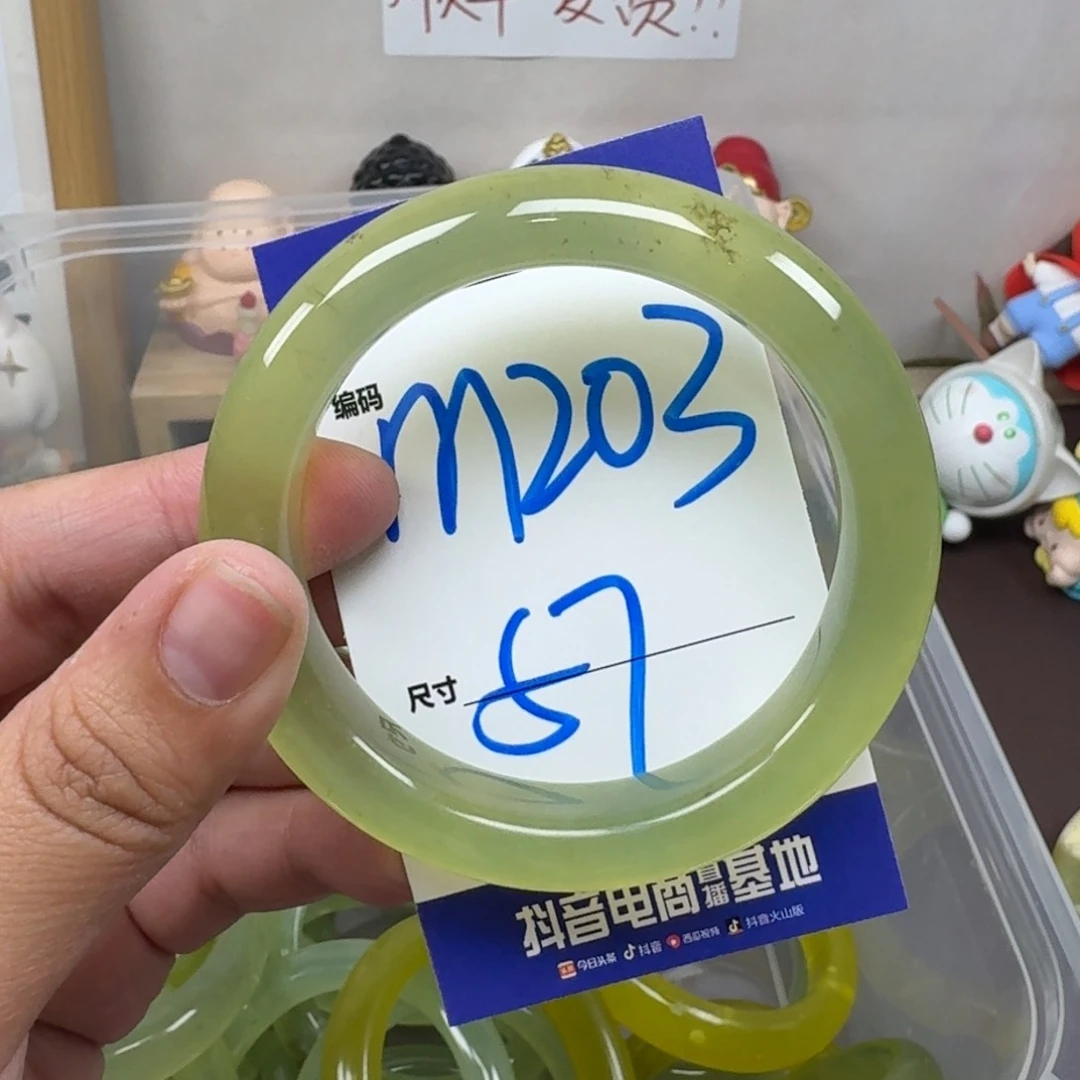 编码 M203
尺寸 57
抖音电商直播基地
今日头条 抖音 西瓜视频 抖音火山版